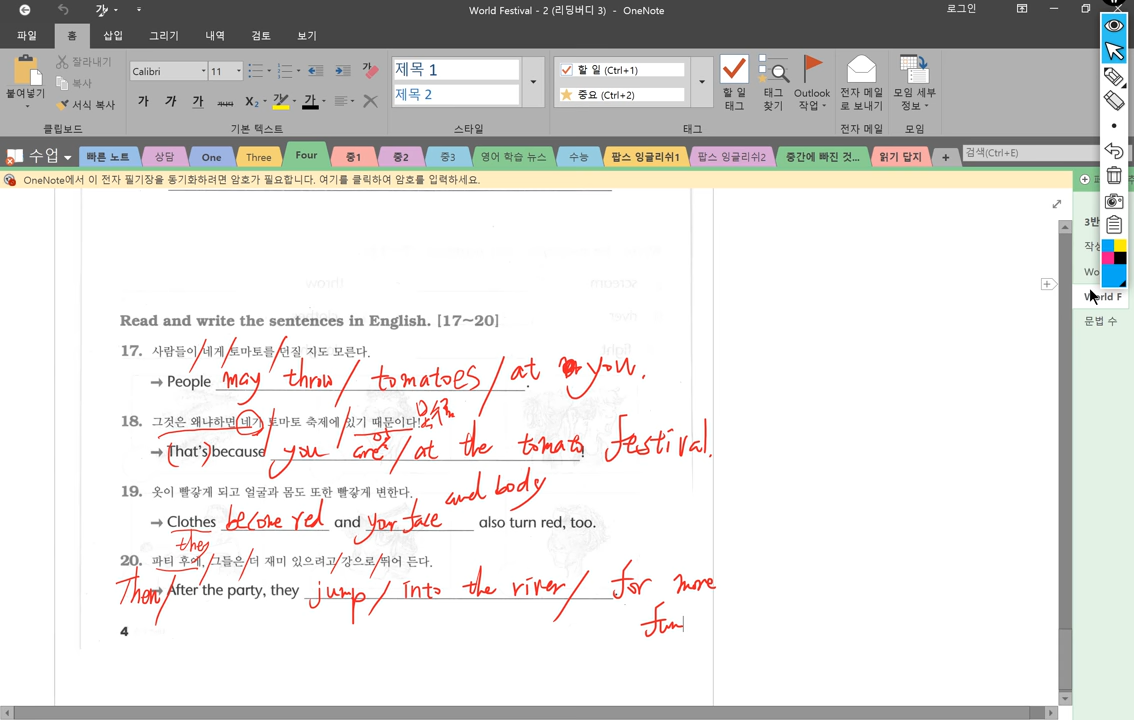 World Festival - 2 (리딩버디 3) - OneNote
로그인
파일 홈 삽입 그리기 내역 검토 보기
붙여넣기
잘라내기
복사
서식 복사
클립보드
Calibri 11
가 가 가 가나다 X₂ 가 가
기본 텍스트
제목 1
제목 2
스타일
할 일 (Ctrl+1)
중요 (Ctrl+2)
할 일 태그
태그 찾기
태그
Outlook 작업
전자 메일로 보내기
전자 메일
모임 세부 정보
모임
수업
빠른 노트 상담 One Three Four 중1 중2 중3 영어 학습 뉴스 수능 팝스 잉글리쉬1 팝스 잉글리쉬2 중간에 빠진 것... 읽기 답지 +
검색(Ctrl+E)
OneNote에서 이 전자 필기장을 동기화하려면 암호가 필요합니다. 여기를 클릭하여 암호를 입력하세요.
3반
작성
Wo
World F
문법 수
Read and write the sentences in English. [17~20]
17. 사람들이 네게 토마토를 던질 지도 모른다.
→ People may throw tomatoes at you.
18. 그것은 왜냐하면 네가 토마토 축제에 있기 때문이다!
→ (That's) because you are at the tomato festival.
19. 옷이 빨갛게 되고 얼굴과 몸도 또한 빨갛게 변한다.
and body
→ Clothes become red and your face also turn red, too.
they
20. 파티 후에, 그들은 더 재미 있으려고 강으로 뛰어 든다.
Then → After the party, they jump into the river for more
fun
4